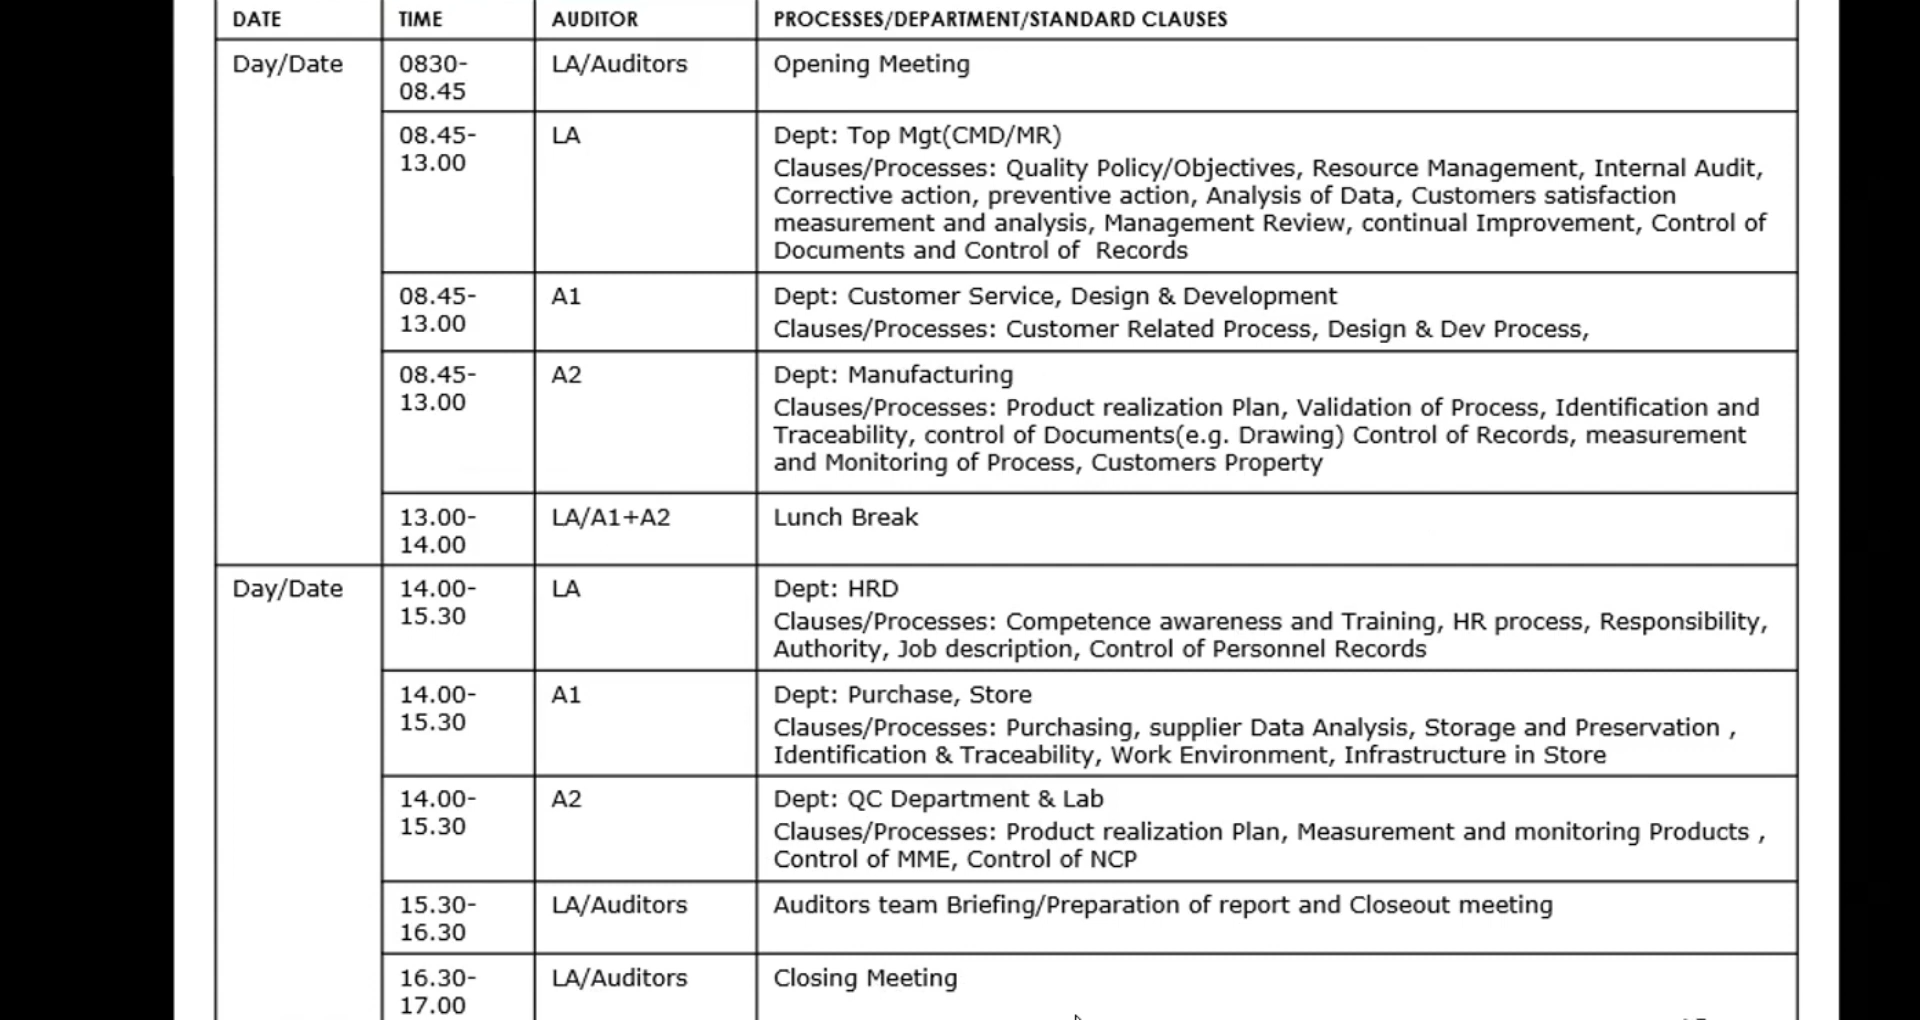 DATE TIME AUDITOR PROCESSES/DEPARTMENT/STANDARD CLAUSES
Day/Date 0830- LA/Auditors Opening Meeting
08.45
08.45- LA Dept: Top Mgt(CMD/MR)
13.00
Clauses/Processes: Quality Policy/Objectives, Resource Management, Internal Audit,
Corrective action, preventive action, Analysis of Data, Customers satisfaction
measurement and analysis, Management Review, continual Improvement, Control of
Documents and Control of Records
08.45- A1 Dept: Customer Service, Design & Development
13.00 Clauses/Processes: Customer Related Process, Design & Dev Process,
08.45- A2 Dept: Manufacturing
13.00 Clauses/Processes: Product realization Plan, Validation of Process, Identification and
Traceability, control of Documents(e.g. Drawing) Control of Records, measurement
and Monitoring of Process, Customers Property
13.00- LA/A1+A2 Lunch Break
14.00
Day/Date 14.00- LA Dept: HRD
15.30 Clauses/Processes: Competence awareness and Training, HR process, Responsibility,
Authority, Job description, Control of Personnel Records
14.00- A1 Dept: Purchase, Store
15.30 Clauses/Processes: Purchasing, supplier Data Analysis, Storage and Preservation ,
Identification & Traceability, Work Environment, Infrastructure in Store
14.00- A2 Dept: QC Department & Lab
15.30 Clauses/Processes: Product realization Plan, Measurement and monitoring Products ,
Control of MME, Control of NCP
15.30- LA/Auditors Auditors team Briefing/Preparation of report and Closeout meeting
16.30
16.30- LA/Auditors Closing Meeting
17.00